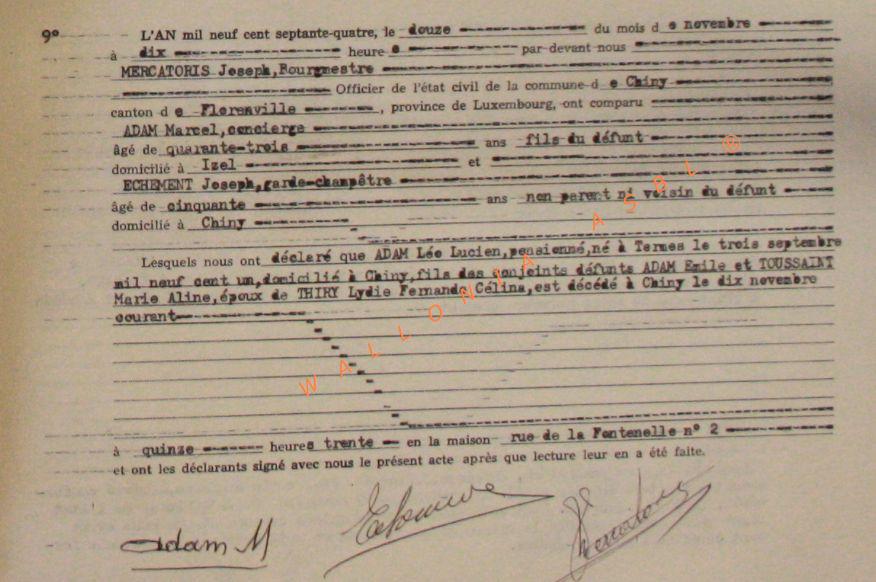 9º L'AN mil neuf cent septante-quatre, le douze du mois d e novembre
à dix heure s par devant nous
MERCATORIS Joseph,Bourgmestre
Officier de l'état civil de la commune d e Chiny
canton d e Florenville , province de Luxembourg, ont comparu
ADAM Marcel,concierge
âgé de quarante-trois ans fils du défunt
domicilié à Izel et
ECHEMENT Joseph,garde-champêtre
âgé de cinquante ans non parent ni voisin du défunt
domicilié à Chiny
Lesquels nous ont déclaré que ADAM Léo Lucien,pensionné,né à Termes le trois septembre
mil neuf cent un,domicilié à Chiny,fils des conjoints défunts ADAM Emile et TOUSSAINT
Marie Aline,époux de THIRY Lydie Fernande Célina,est décédé à Chiny le dix novembre
courant
à quinze heures trente en la maison rue de la Fontenelle nº 2
et ont les déclarants signé avec nous le présent acte après que lecture leur en a été faite.
adam M
WALLONIA ASBL ®